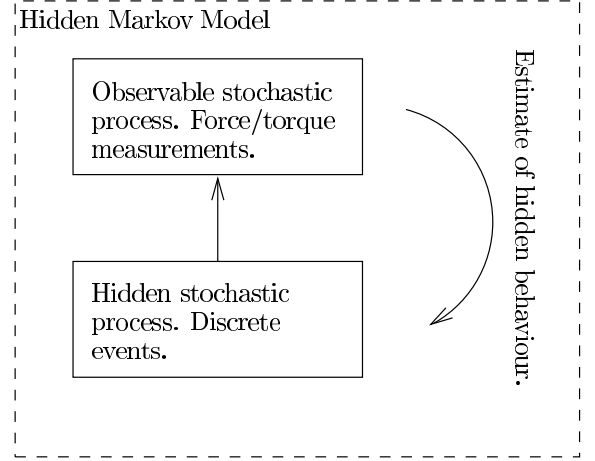 Hidden Markov Model
Observable stochastic
process. Force/torque
measurements.
Hidden stochastic
process. Discrete
events.
Estimate of hidden behaviour.